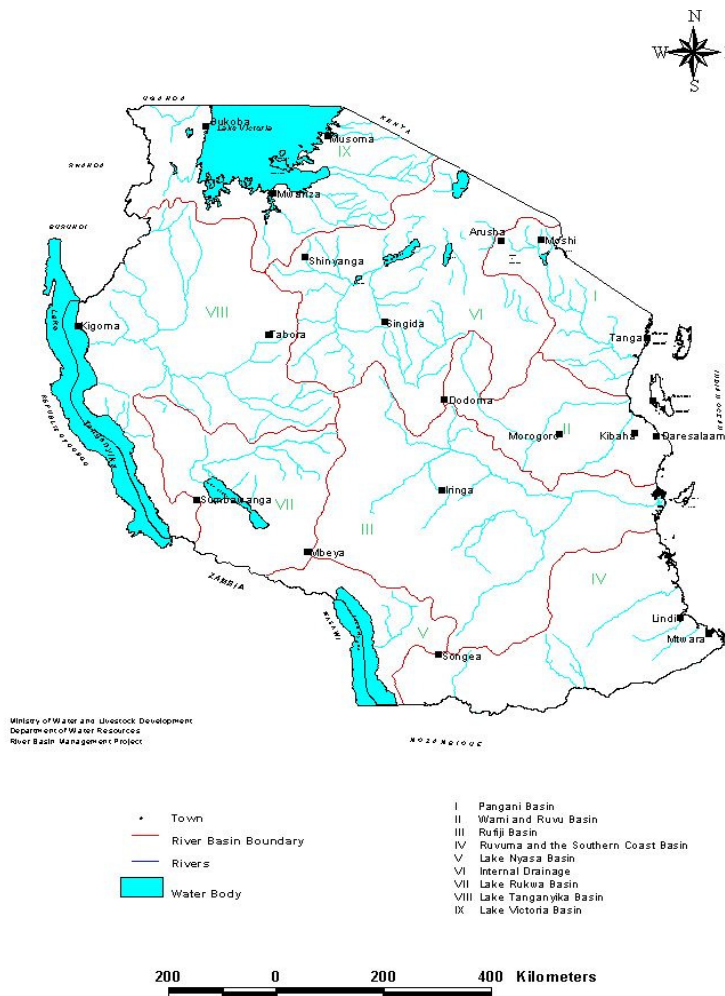 N
W
S
UGANDA
Bukoba
Lake Victoria
KENYA
Musoma
IX
RWANDA
Mwanza
BURUNDI
Arusha
Moshi
Shinyanga
I
VIII
VI
Kigoma
Lake
Singida
Tabora
Tanga
INDIAN OCEAN
Dodoma
II
Morogoro
Kibaha
Daresalaam
Tanganyika
Sumbawanga
VII
Iringa
III
Mbeya
ZAMBIA
IV
MALAWI
V
Lindi
Mtwara
Songea
MOZAMBIQUE
Ministry of Water and Livestock Development
Department of Water Resources
River Basin Management Project
Town
River Basin Boundary
Rivers
Water Body
I Pangani Basin
II Wami and Ruvu Basin
III Rufiji Basin
IV Ruvuma and the Southern Coast Basin
V Lake Nyasa Basin
VI Internal Drainage
VII Lake Rukwa Basin
VIII Lake Tanganyika Basin
IX Lake Victoria Basin
200 0 200 400 Kilometers